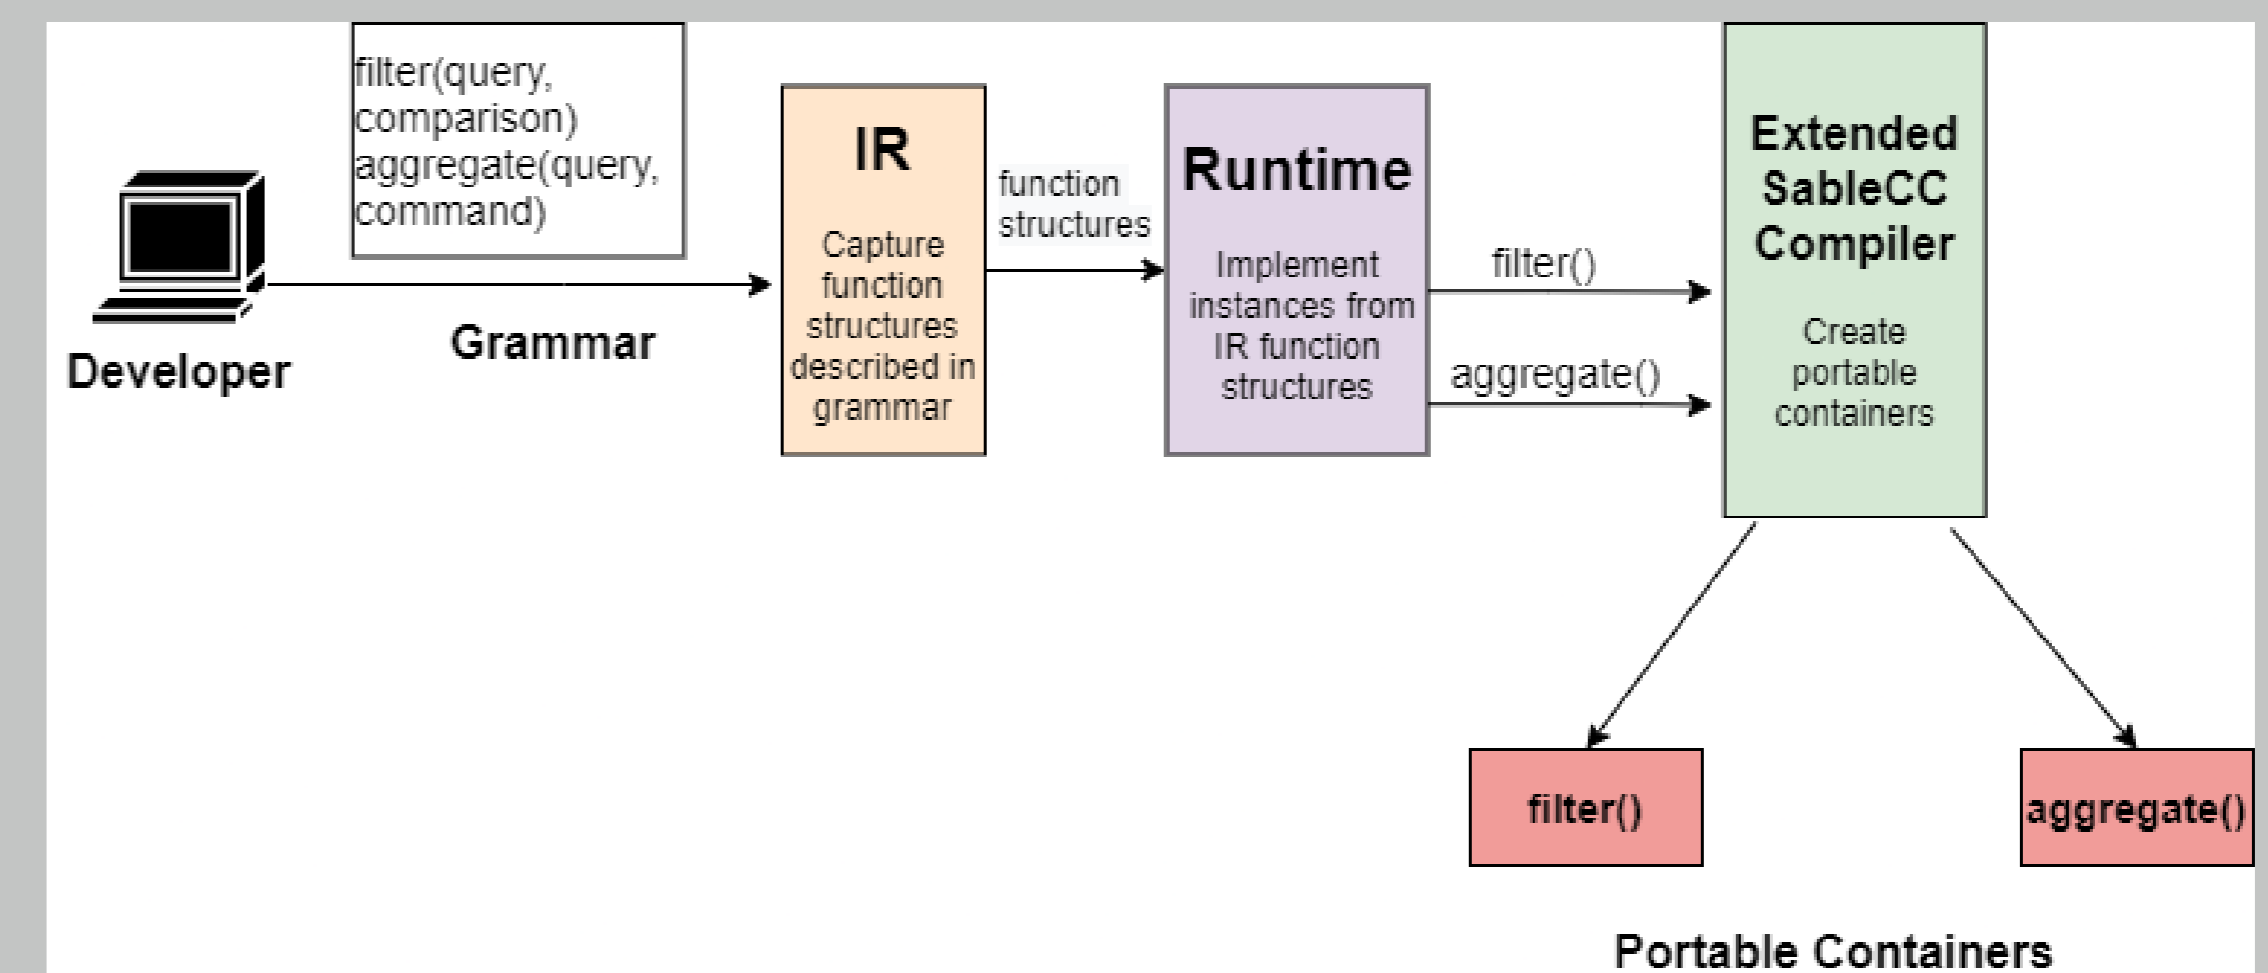 filter(query,
comparison)
aggregate(query,
command)
Developer
Grammar
IR
Capture
function
structures
described in
grammar
function
structures
Runtime
Implement
instances from
IR function
structures
filter()
aggregate()
Extended
SableCC
Compiler
Create
portable
containers
filter()
aggregate()
Portable Containers